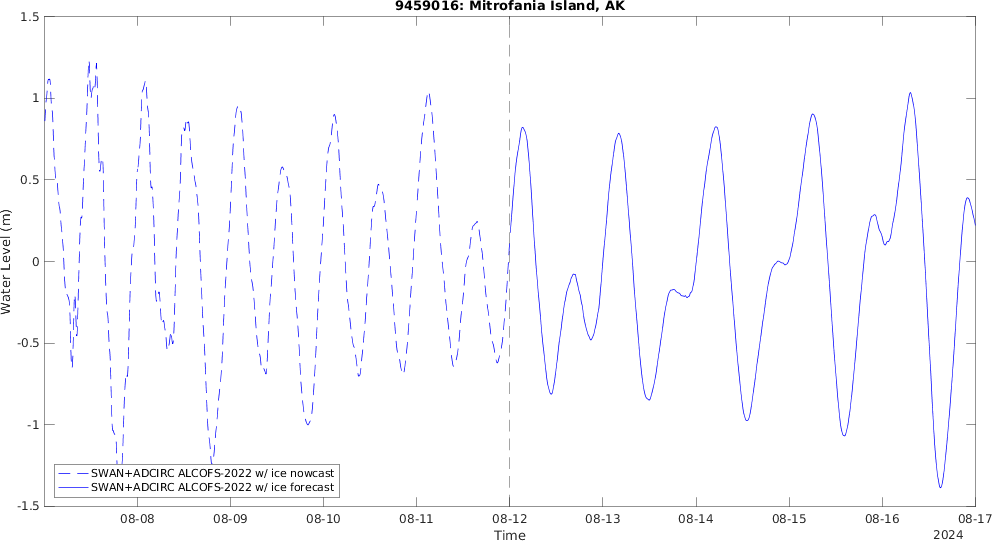 9459016: Mitrofania Island, AK
1.5
1
0.5
0
-0.5
-1
-1.5
Water Level (m)
SWAN+ADCIRC ALCOFS-2022 w/ ice nowcast
SWAN+ADCIRC ALCOFS-2022 w/ ice forecast
08-08 08-09 08-10 08-11 08-12 08-13 08-14 08-15 08-16 08-17
Time
2024